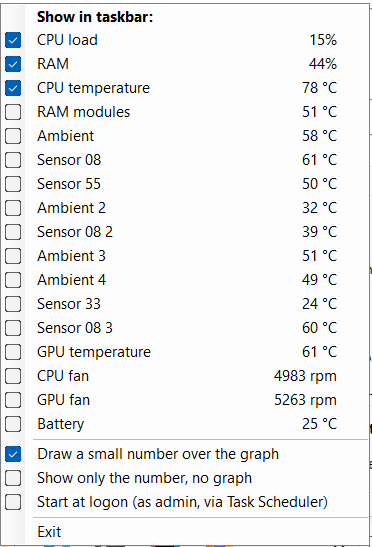 Show in taskbar:
CPU load 15%
RAM 44%
CPU temperature 78 °C
RAM modules 51 °C
Ambient 58 °C
Sensor 08 61 °C
Sensor 55 50 °C
Ambient 2 32 °C
Sensor 08 2 39 °C
Ambient 3 51 °C
Ambient 4 49 °C
Sensor 33 24 °C
Sensor 08 3 60 °C
GPU temperature 61 °C
CPU fan 4983 rpm
GPU fan 5263 rpm
Battery 25 °C
Draw a small number over the graph
Show only the number, no graph
Start at logon (as admin, via Task Scheduler)
Exit